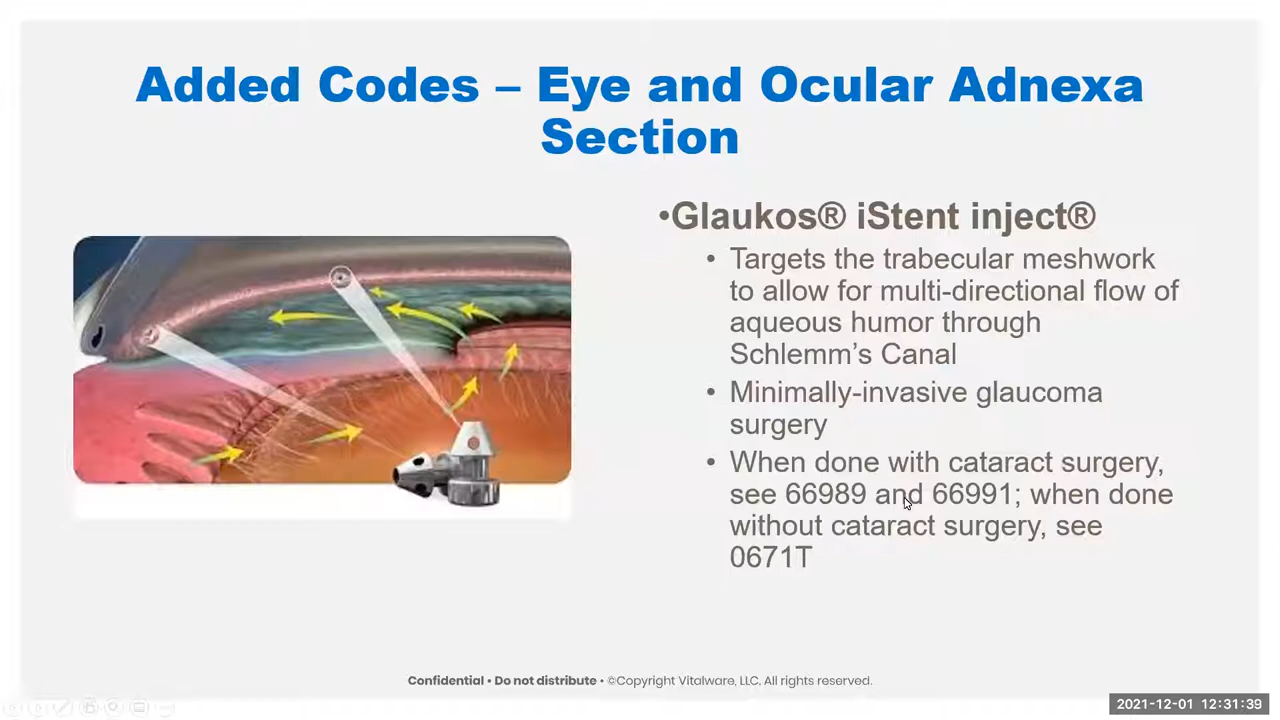 Added Codes – Eye and Ocular Adnexa
Section
•Glaukos® iStent inject®
• Targets the trabecular meshwork
to allow for multi-directional flow of
aqueous humor through
Schlemm’s Canal
• Minimally-invasive glaucoma
surgery
• When done with cataract surgery,
see 66989 and 66991; when done
without cataract surgery, see
0671T
Confidential • Do not distribute • ©Copyright Vitalware, LLC. All rights reserved.
2021-12-01 12:31:39